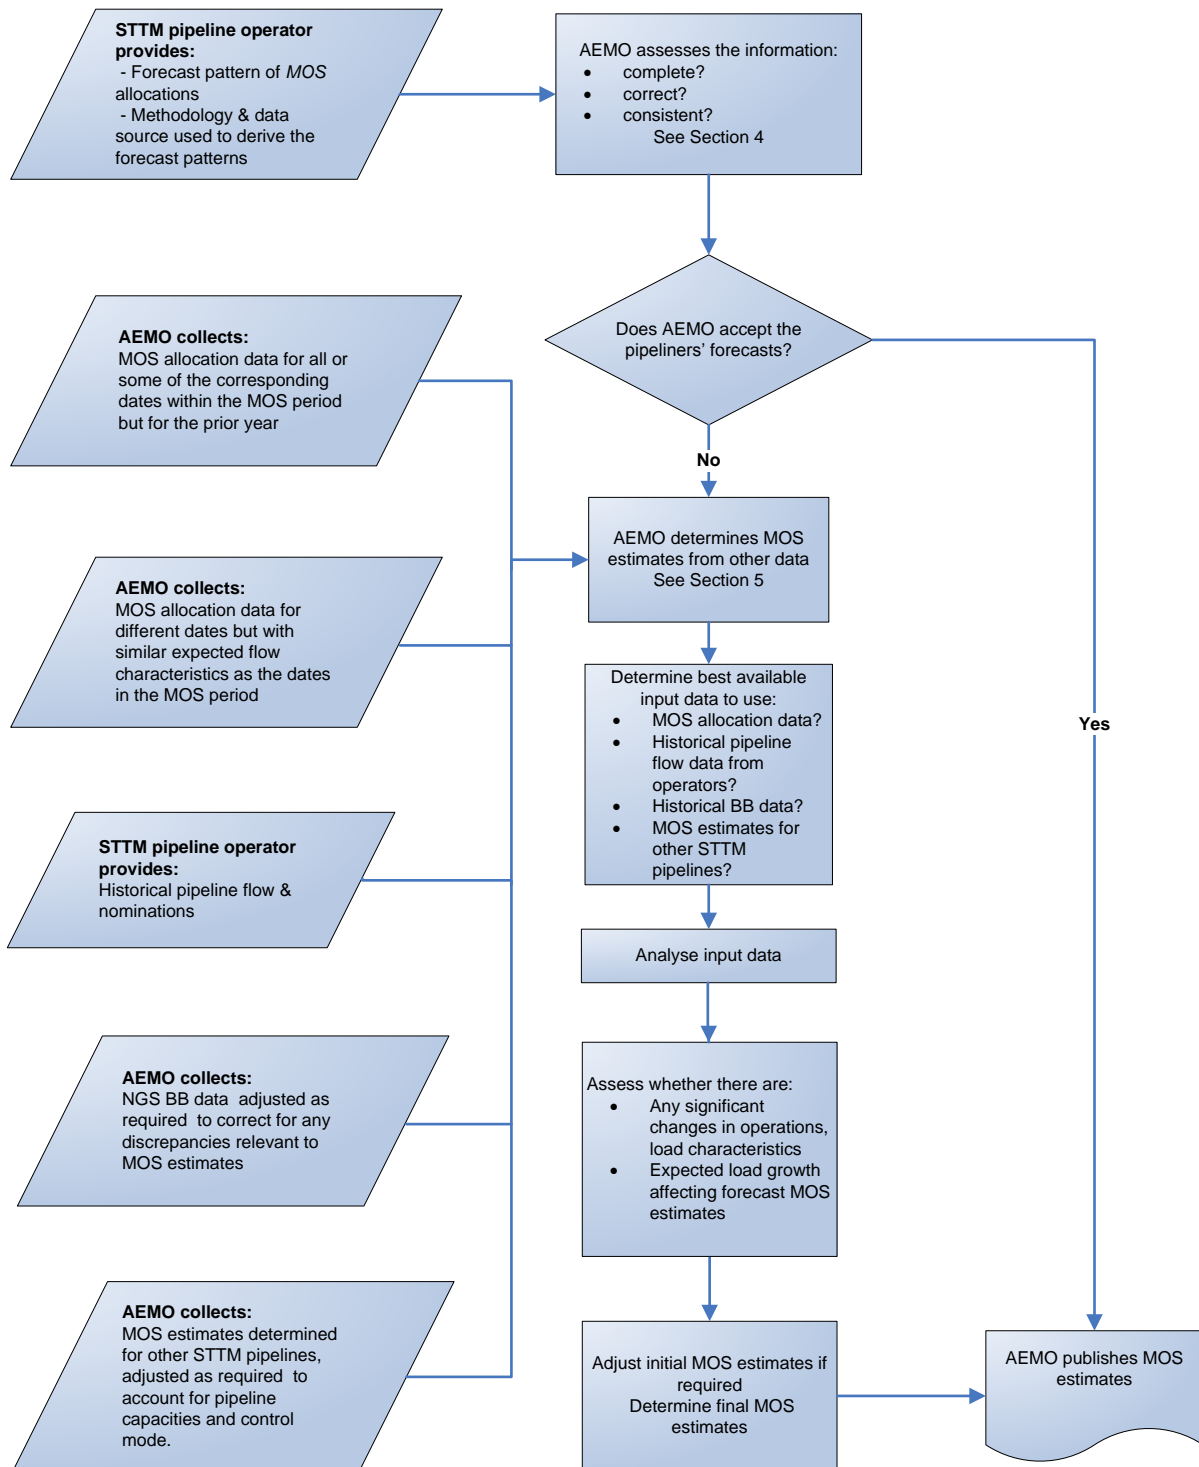 STTM pipeline operator
provides:
- Forecast pattern of MOS
allocations
- Methodology & data
source used to derive the
forecast patterns
AEMO assesses the information:
• complete?
• correct?
• consistent?
See Section 4
Does AEMO accept the
pipeliners’ forecasts?
AEMO collects:
MOS allocation data for all or
some of the corresponding
dates within the MOS period
but for the prior year
No
AEMO determines MOS
estimates from other data
See Section 5
AEMO collects:
MOS allocation data for
different dates but with
similar expected flow
characteristics as the dates
in the MOS period
Determine best available
input data to use:
• MOS allocation data?
• Historical pipeline
flow data from
operators?
• Historical BB data?
• MOS estimates for
other STTM
pipelines?
Yes
STTM pipeline operator
provides:
Historical pipeline flow &
nominations
Analyse input data
AEMO collects:
NGS BB data adjusted as
required to correct for any
discrepancies relevant to
MOS estimates
Assess whether there are:
• Any significant
changes in operations,
load characteristics
• Expected load growth
affecting forecast MOS
estimates
AEMO collects:
MOS estimates determined
for other STTM pipelines,
adjusted as required to
account for pipeline
capacities and control
mode.
Adjust initial MOS estimates if
required
Determine final MOS
estimates
AEMO publishes MOS
estimates